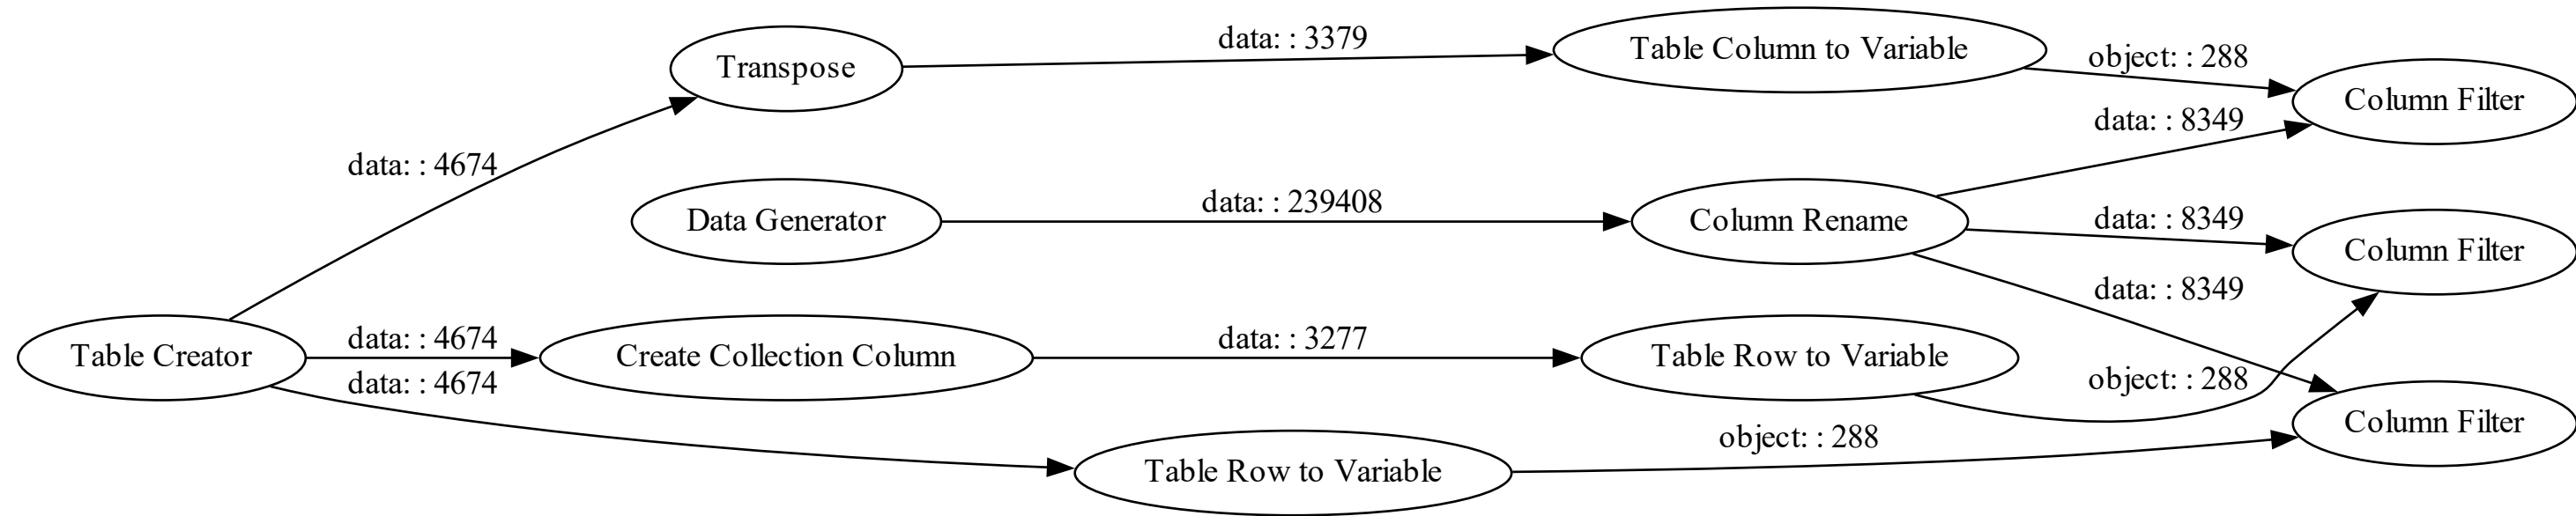 data: : 3379
Table Column to Variable
object: : 288
Transpose
Column Filter
data: : 8349
data: : 4674
Data Generator
data: : 239408
Column Rename
data: : 8349
Column Filter
data: : 8349
Table Creator
data: : 4674
Create Collection Column
data: : 3277
Table Row to Variable
object: : 288
data: : 4674
Column Filter
object: : 288
Table Row to Variable